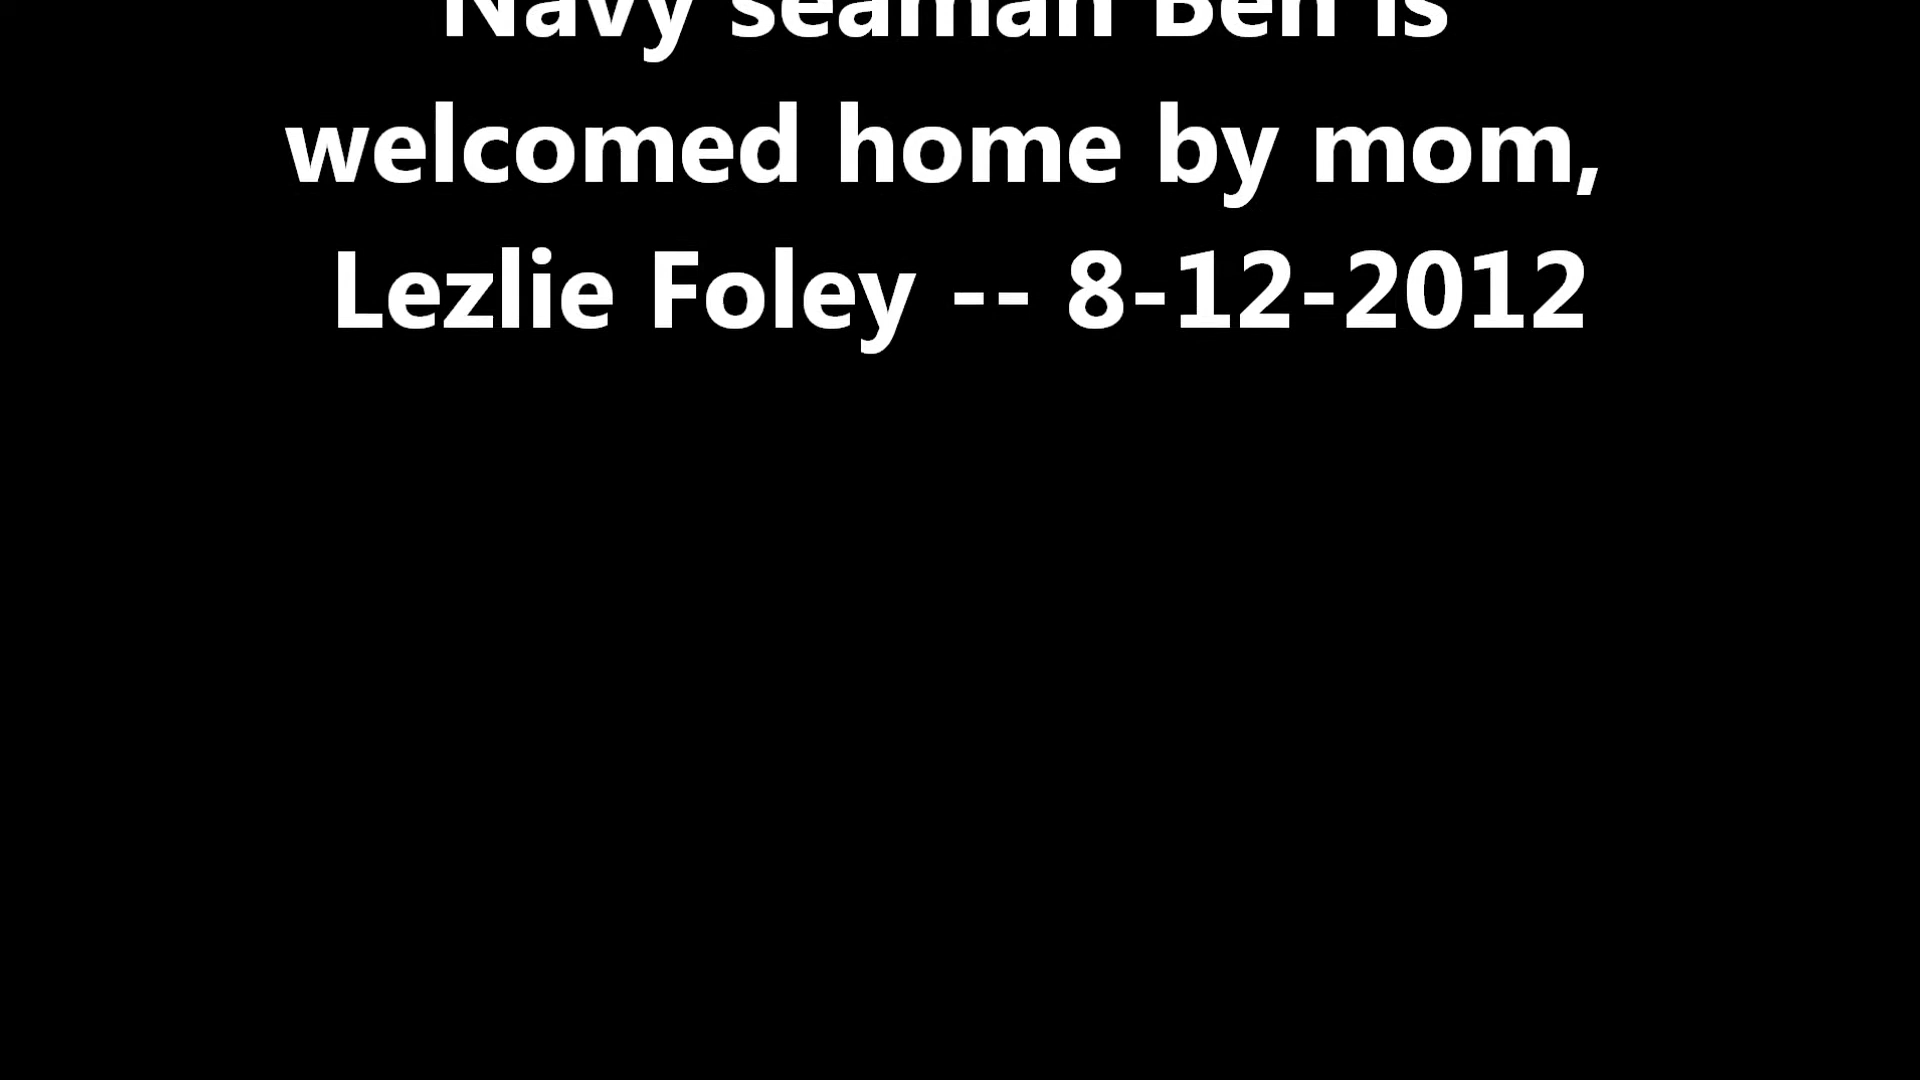 Navy seaman Ben is
welcomed home by mom,
Lezlie Foley -- 8-12-2012